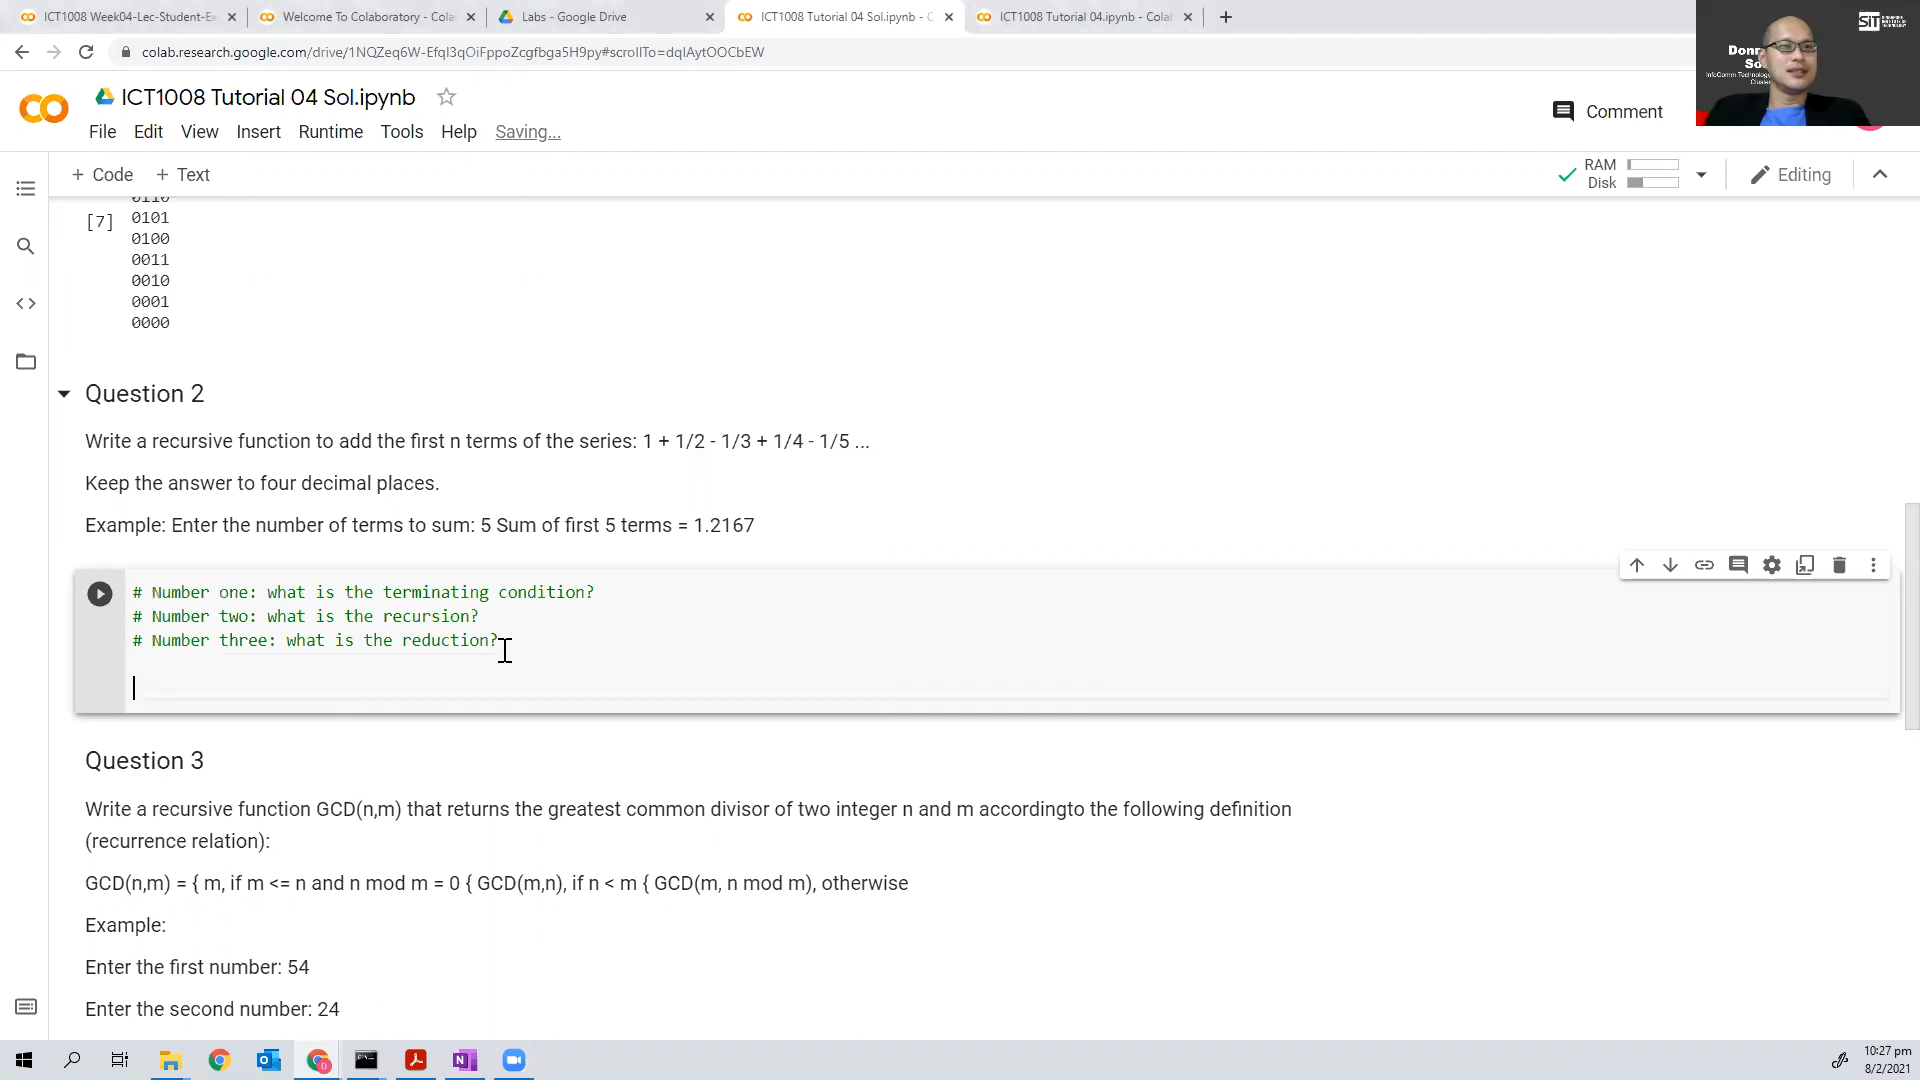 ICT1008 Week04-Lec-Student-Ex
Welcome To Colaboratory - Cola
Labs - Google Drive
ICT1008 Tutorial 04 Sol.ipynb - C
ICT1008 Tutorial 04.ipynb - Colab
colab.research.google.com/drive/1NQZeq6W-EfqI3qOiFppoZcgfbga5H9py#scrollTo=dqIAytOOCbEW
SIT
InfoComm Technology
Cluster
ICT1008 Tutorial 04 Sol.ipynb
Comment
File Edit View Insert Runtime Tools Help Saving...
+ Code + Text
RAM
Disk
Editing
0110
[7] 0101
0100
0011
0010
0001
0000
Question 2
Write a recursive function to add the first n terms of the series: 1 + 1/2 - 1/3 + 1/4 - 1/5 ...
Keep the answer to four decimal places.
Example: Enter the number of terms to sum: 5 Sum of first 5 terms = 1.2167
# Number one: what is the terminating condition?
# Number two: what is the recursion?
# Number three: what is the reduction?
Question 3
Write a recursive function GCD(n,m) that returns the greatest common divisor of two integer n and m accordingto the following definition
(recurrence relation):
GCD(n,m) = { m, if m <= n and n mod m = 0 { GCD(m,n), if n < m { GCD(m, n mod m), otherwise
Example:
Enter the first number: 54
Enter the second number: 24
10:27 pm
8/2/2021